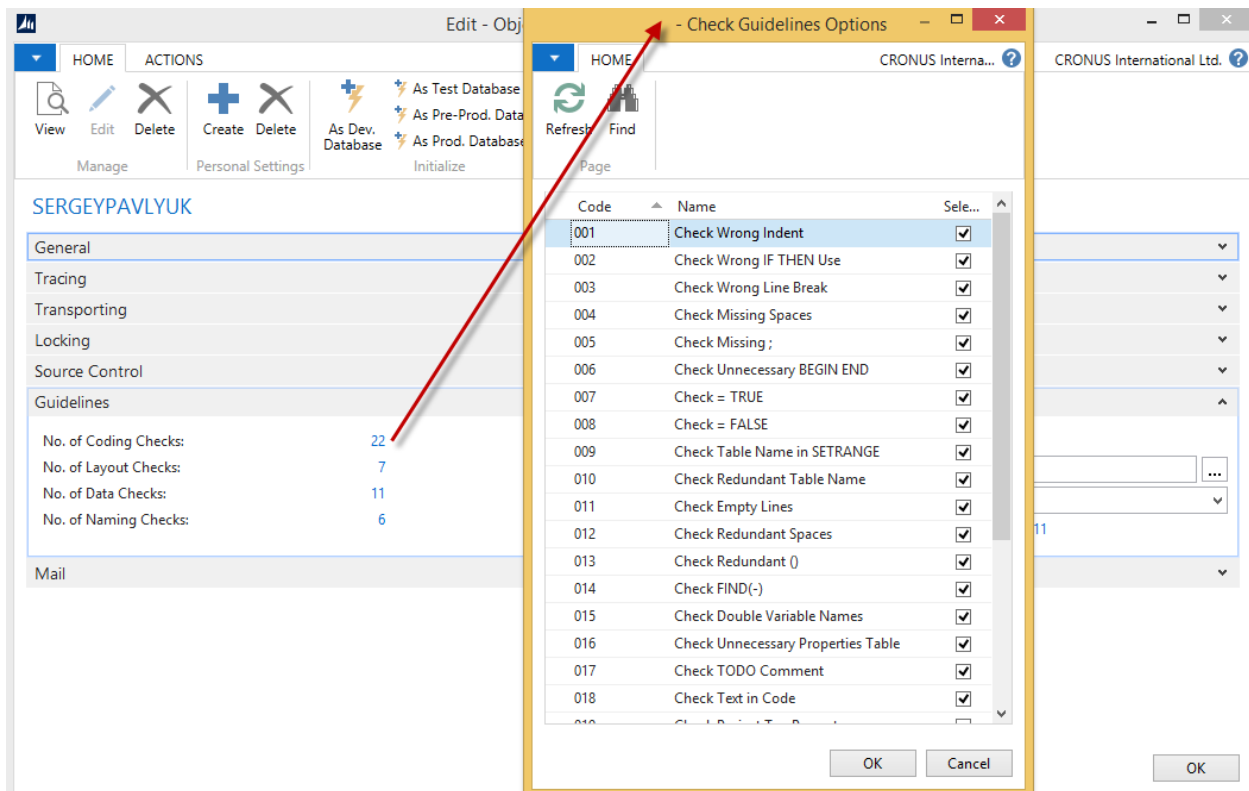 Edit - Obj
- Check Guidelines Options
HOME
ACTIONS
HOME
CRONUS Interna...
CRONUS International Ltd.
View
Edit
Delete
Create
Delete
As Dev. Database
As Test Database
As Pre-Prod. Data
As Prod. Database
Refresh
Find
Manage
Personal Settings
Initialize
Page
SERGEYPAVLYUK
General
Tracing
Transporting
Locking
Source Control
Guidelines
No. of Coding Checks: 22
No. of Layout Checks: 7
No. of Data Checks: 11
No. of Naming Checks: 6
11
Mail
Code Name Sele...
001 Check Wrong Indent
002 Check Wrong IF THEN Use
003 Check Wrong Line Break
004 Check Missing Spaces
005 Check Missing ;
006 Check Unnecessary BEGIN END
007 Check = TRUE
008 Check = FALSE
009 Check Table Name in SETRANGE
010 Check Redundant Table Name
011 Check Empty Lines
012 Check Redundant Spaces
013 Check Redundant ()
014 Check FIND(-)
015 Check Double Variable Names
016 Check Unnecessary Properties Table
017 Check TODO Comment
018 Check Text in Code
OK
Cancel
OK